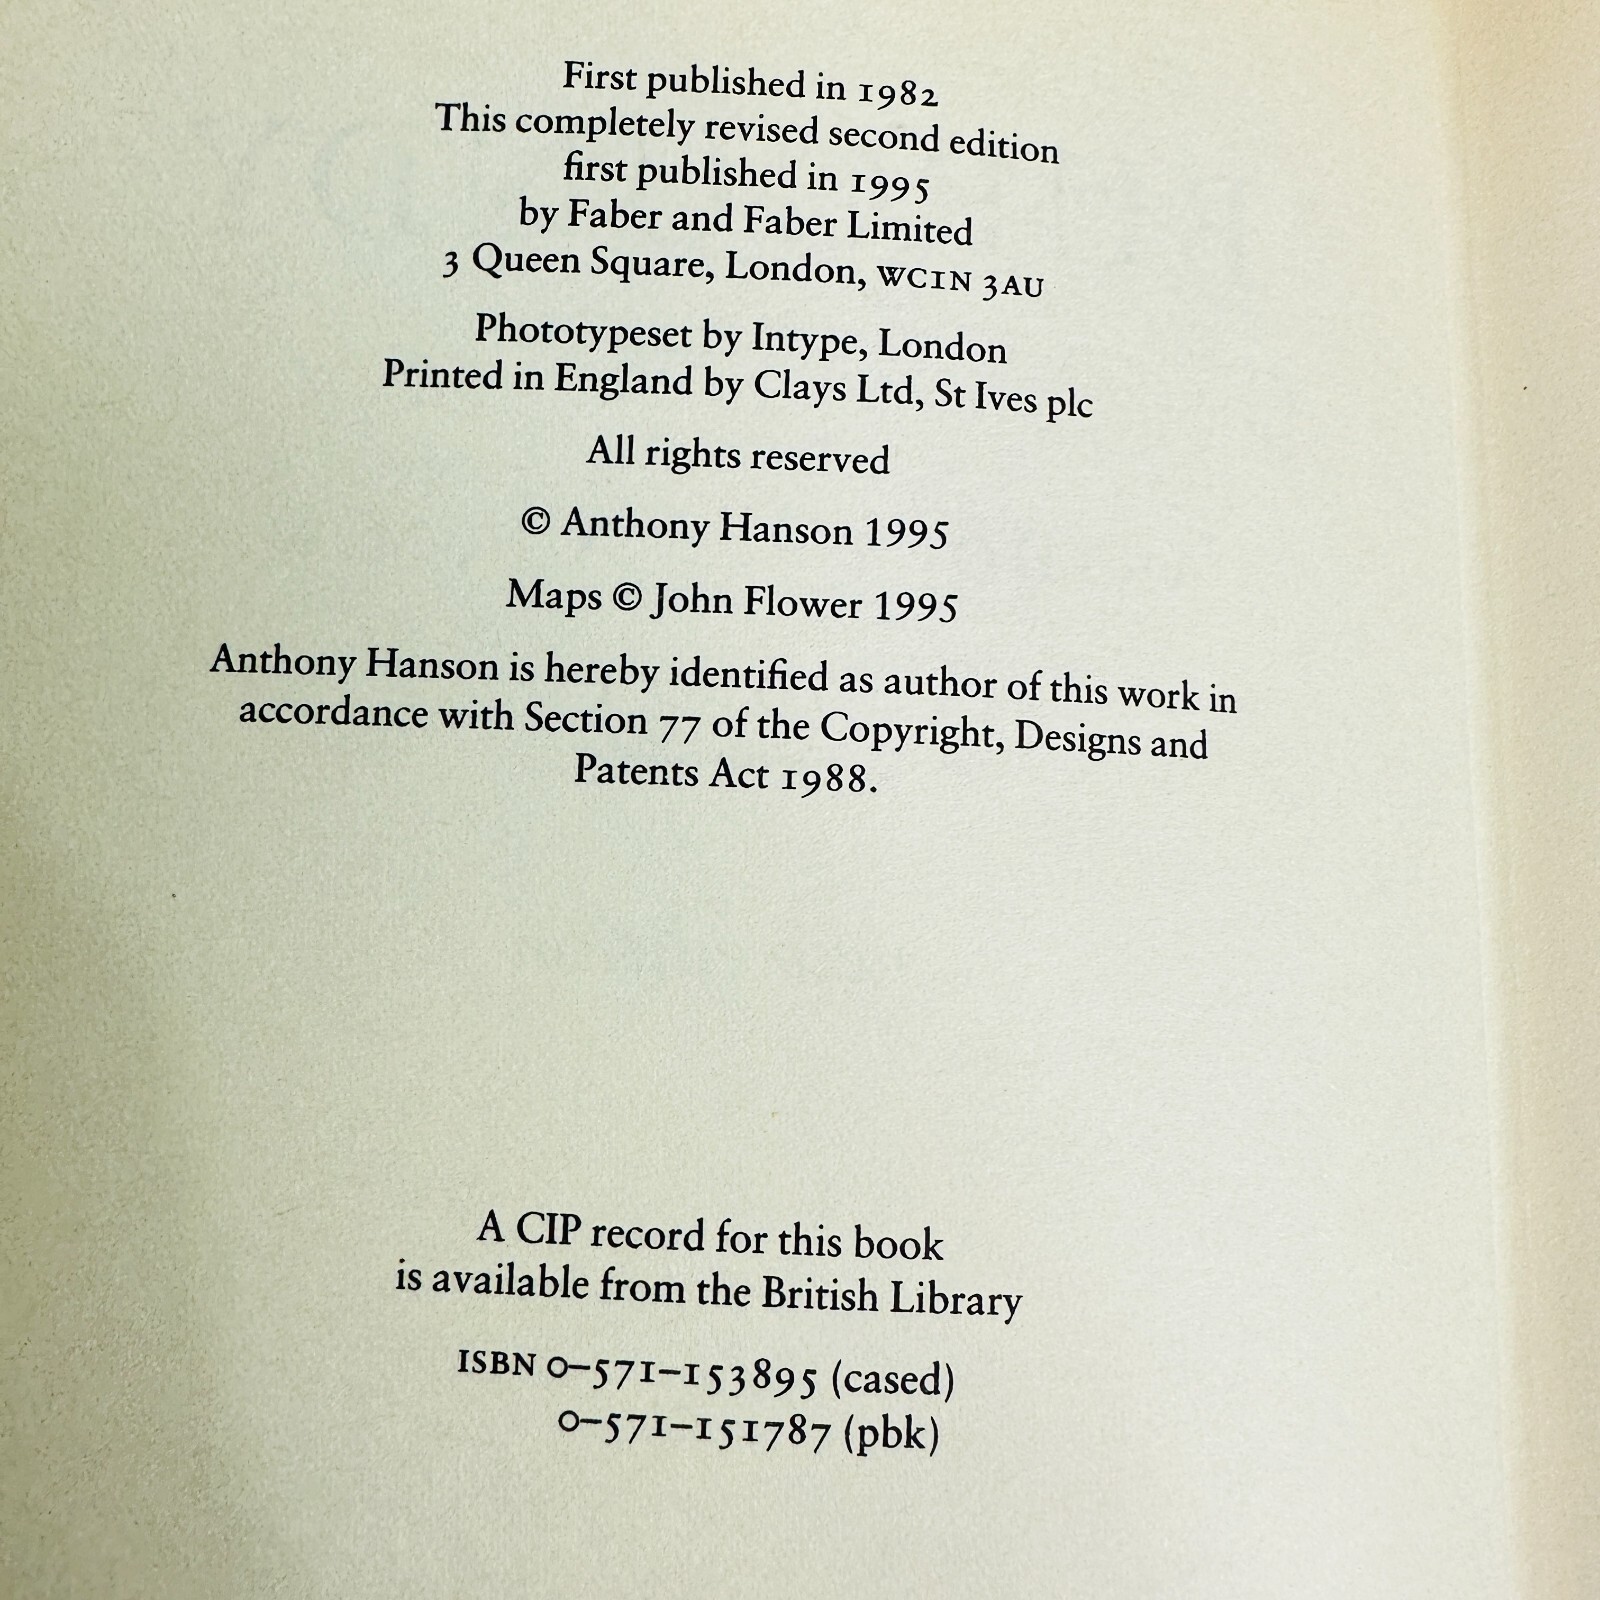 First published in 1982
This completely revised second edition
first published in 1995
by Faber and Faber Limited
3 Queen Square, London, WC1N 3AU
Phototypeset by Intype, London
Printed in England by Clays Ltd, St Ives plc
All rights reserved
© Anthony Hanson 1995
Maps © John Flower 1995
Anthony Hanson is hereby identified as author of this work in
accordance with Section 77 of the Copyright, Designs and
Patents Act 1988.
A CIP record for this book
is available from the British Library
ISBN 0–571–153895 (cased)
0–571–151787 (pbk)